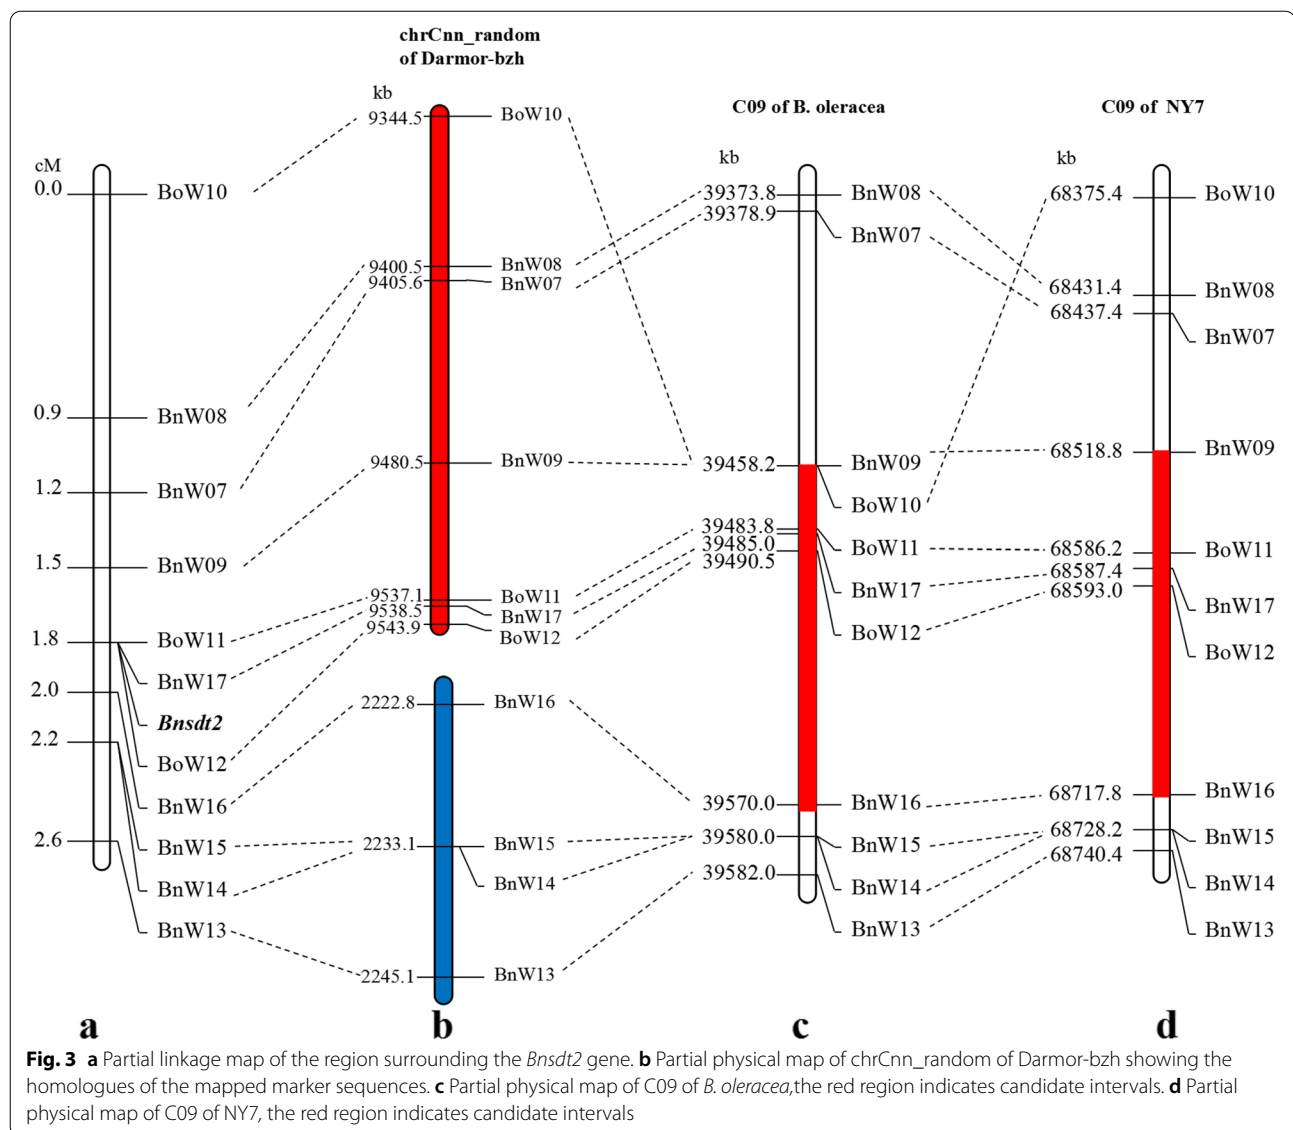 chrCnn_random
of Darmor-bzh
kb
9344.5 BoW10
9400.5 BnW08
9405.6 BnW07
9480.5 BnW09
9537.1 BoW11
9538.5 BnW17
9543.9 BoW12
2222.8 BnW16
2233.1 BnW15
BnW14
2245.1 BnW13
b
cM
0.0 BoW10
0.9 BnW08
1.2 BnW07
1.5 BnW09
1.8 BoW11
BnW17
2.0
Bnsdt2
2.2
BoW12
BnW16
2.6 BnW15
BnW14
BnW13
a
C09 of B. oleracea
kb
39373.8 BnW08
39378.9 BnW07
39458.2 BnW09
BoW10
39483.8 BoW11
39485.0 BnW17
39490.5 BoW12
39570.0 BnW16
39580.0 BnW15
BnW14
39582.0 BnW13
c
C09 of NY7
kb
68375.4 BoW10
68431.4 BnW08
68437.4 BnW07
68518.8 BnW09
68586.2 BoW11
68587.4 BnW17
68593.0 BoW12
68717.8 BnW16
68728.2 BnW15
BnW14
68740.4 BnW13
d
Fig. 3 a Partial linkage map of the region surrounding the Bnsdt2 gene. b Partial physical map of chrCnn_random of Darmor-bzh showing the
homologues of the mapped marker sequences. c Partial physical map of C09 of B. oleracea,the red region indicates candidate intervals. d Partial
physical map of C09 of NY7, the red region indicates candidate intervals